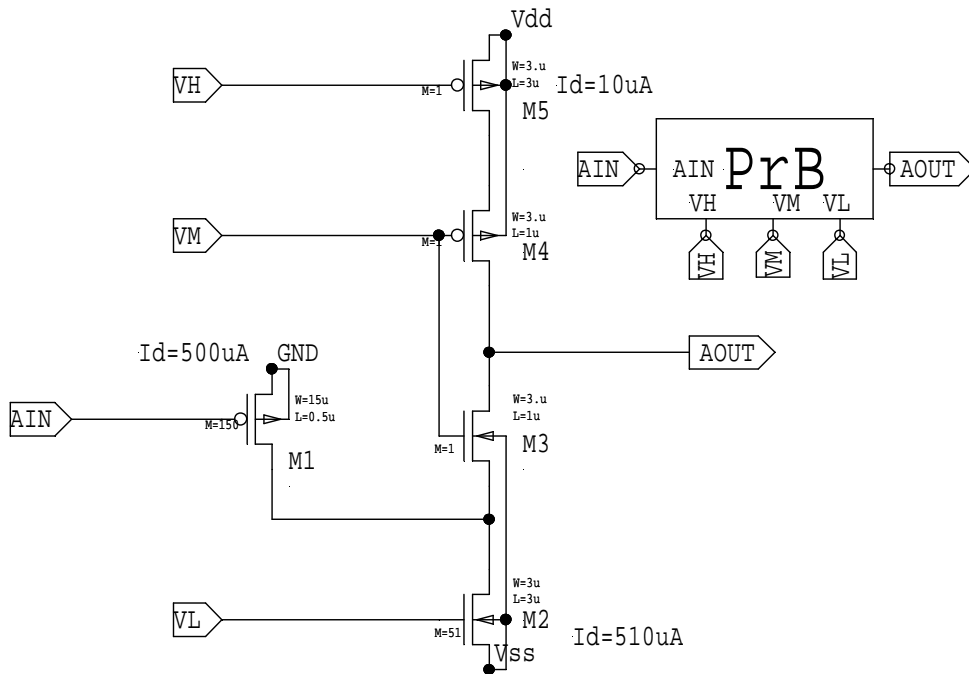 Vdd
VH
M=1
W=3.u
L=3u
Id=10uA
M5
AIN
AIN
PrB
AOUT
VH
VM
VL
VH
VM
VL
VM
M=1
W=3.u
L=1u
M4
Id=500uA
GND
AOUT
AIN
M=150
W=15u
L=0.5u
M1
W=3.u
L=1u
M=1
M3
VL
M=51
W=3u
L=3u
M2
Id=510uA
Vss